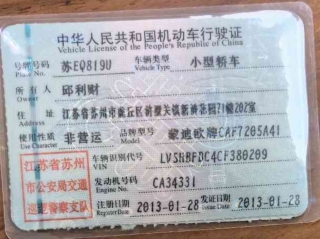 中华人民共和国机动车行驶证
Vehicle License of the People's Republic of China
号牌号码 苏EQ819U 车辆类型 小型轿车
Plate No. Vehicle Type
所有人 邱利财
Owner
住址 江苏省苏州市 71幢202室
使用性质 非营运 品牌型号 蒙迪欧牌CAF7205A41
Use Character Model
江苏省苏州
市公安局交通
巡逻警察支队
车辆识别代号 LVSHBFDC4CF380209
VIN
发动机号码 CA34331
Engine No.
注册日期 2013-01-28 发证日期 2013-01-28
Register Date Issue Date